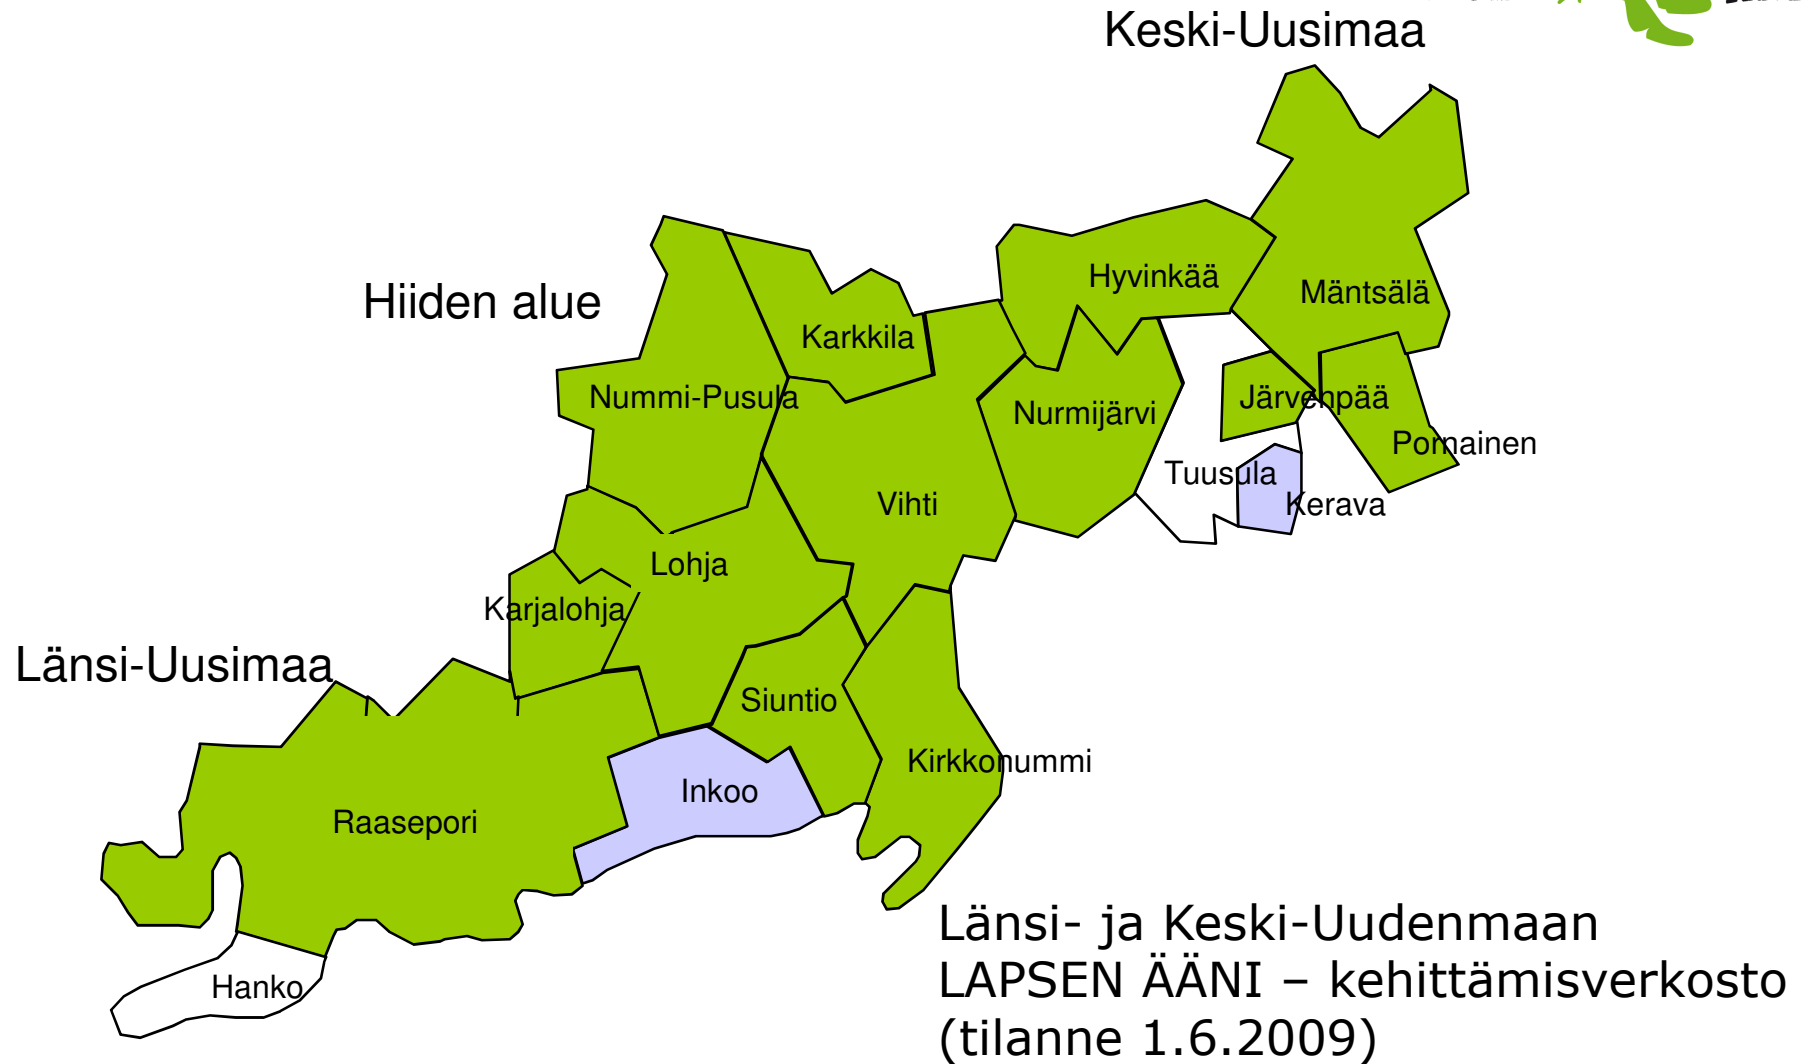 Keski-Uusimaa
Hyvinkää
Mäntsälä
Hiiden alue
Karkkila
Nummi-Pusula
Järvenpää
Nurmijärvi
Pornainen
Tuusula
Vihti
Kerava
Lohja
Karjalohja
Länsi-Uusimaa
Siuntio
Kirkkonummi
Inkoo
Raasepori
Hanko
Länsi- ja Keski-Uudenmaan
LAPSEN ÄÄNI – kehittämisverkosto
(tilanne 1.6.2009)